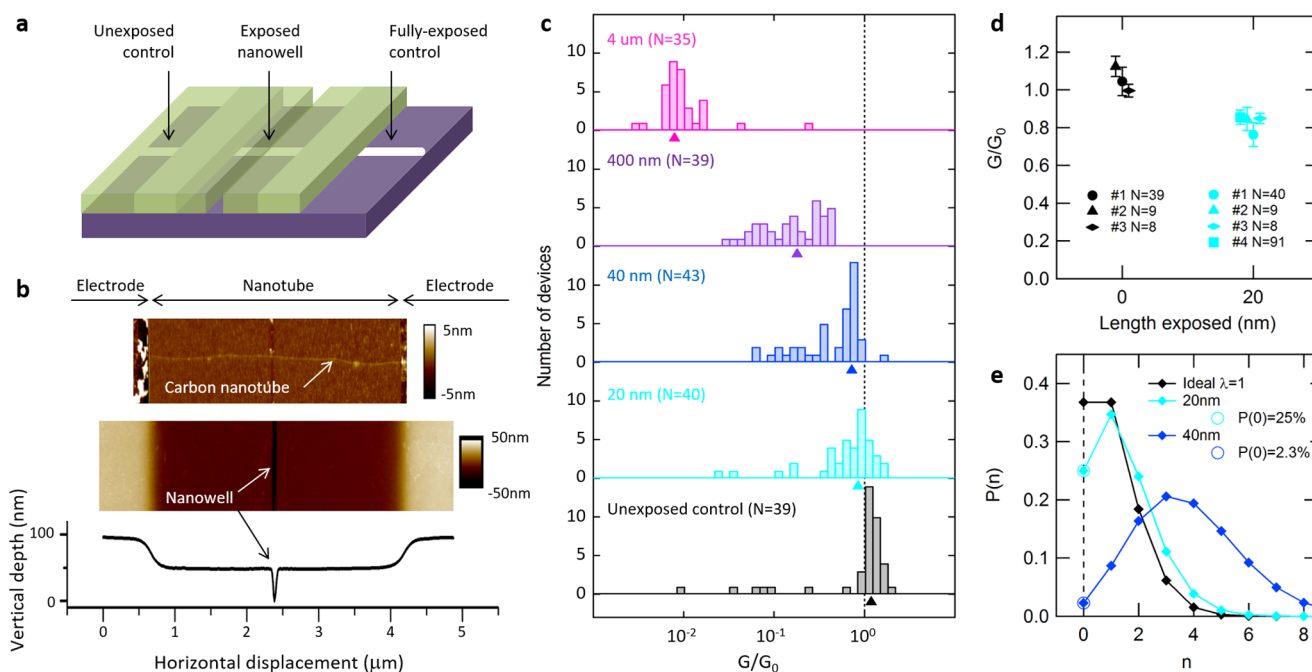 a
Unexposed
control
Exposed
nanowell
Fully-exposed
control
b
Electrode
Nanotube
Electrode
5nm
-5nm
Carbon nanotube
50nm
-50nm
Nanowell
Vertical depth (nm)
100
0
0 1 2 3 4 5
Horizontal displacement (μm)
c
4 um (N=35)
10
5
0
400 nm (N=39)
10
5
0
40 nm (N=43)
10
5
0
20 nm (N=40)
10
5
0
Unexposed control (N=39)
10
5
0
Number of devices
10⁻² 10⁻¹ 10⁰ 10¹
G/G₀
d
G/G₀
1.2
1.0
0.8
0.6
0.4
0.2
0.0
#1 N=39
#2 N=9
#3 N=8
#1 N=40
#2 N=9
#3 N=8
#4 N=91
0 20
Length exposed (nm)
e
P(n)
0.4
0.3
0.2
0.1
0.0
Ideal λ=1
20nm
P(0)=25%
40nm
P(0)=2.3%
0 2 4 6 8
n